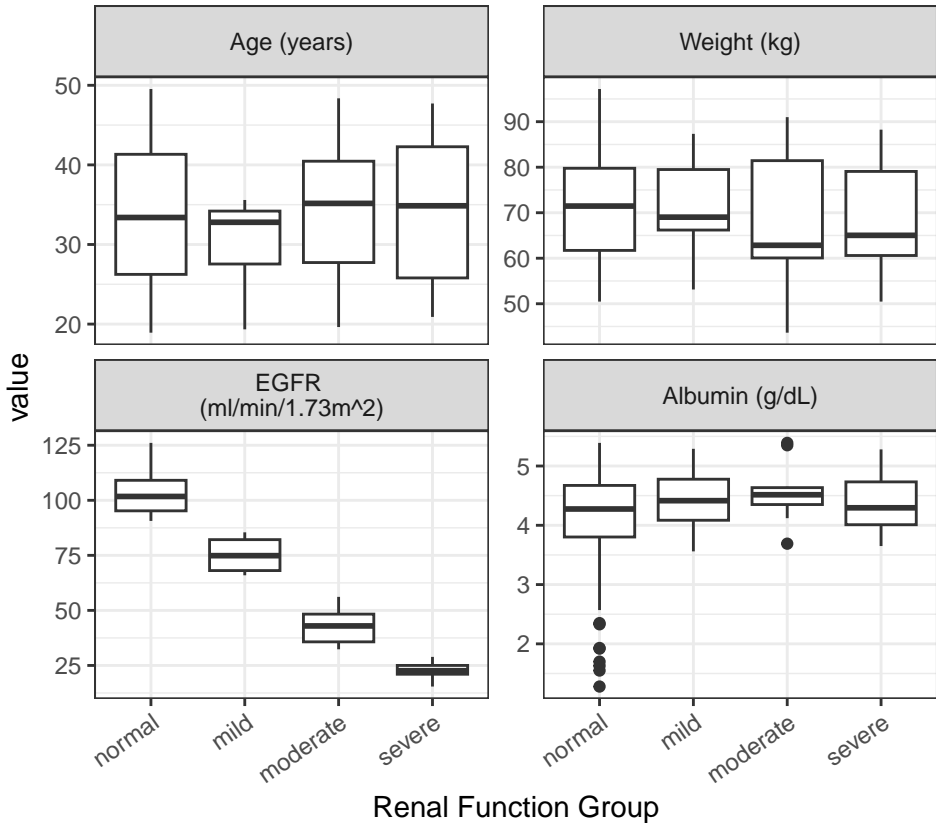 Age (years)
Weight (kg)
50
40
30
20
90
80
70
60
50
value
EGFR
(ml/min/1.73m^2)
Albumin (g/dL)
125
100
75
50
25
5
4
3
2
normal
mild
moderate
severe
normal
mild
moderate
severe
Renal Function Group